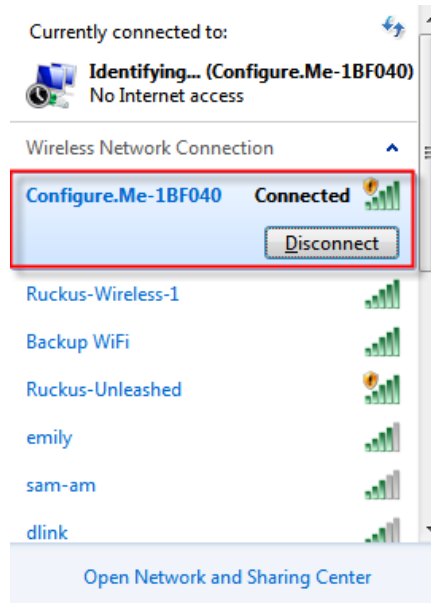 Currently connected to:
Identifying... (Configure.Me-1BF040)
No Internet access
Wireless Network Connection
Configure.Me-1BF040 Connected
Disconnect
Ruckus-Wireless-1
Backup WiFi
Ruckus-Unleashed
emily
sam-am
dlink
Open Network and Sharing Center